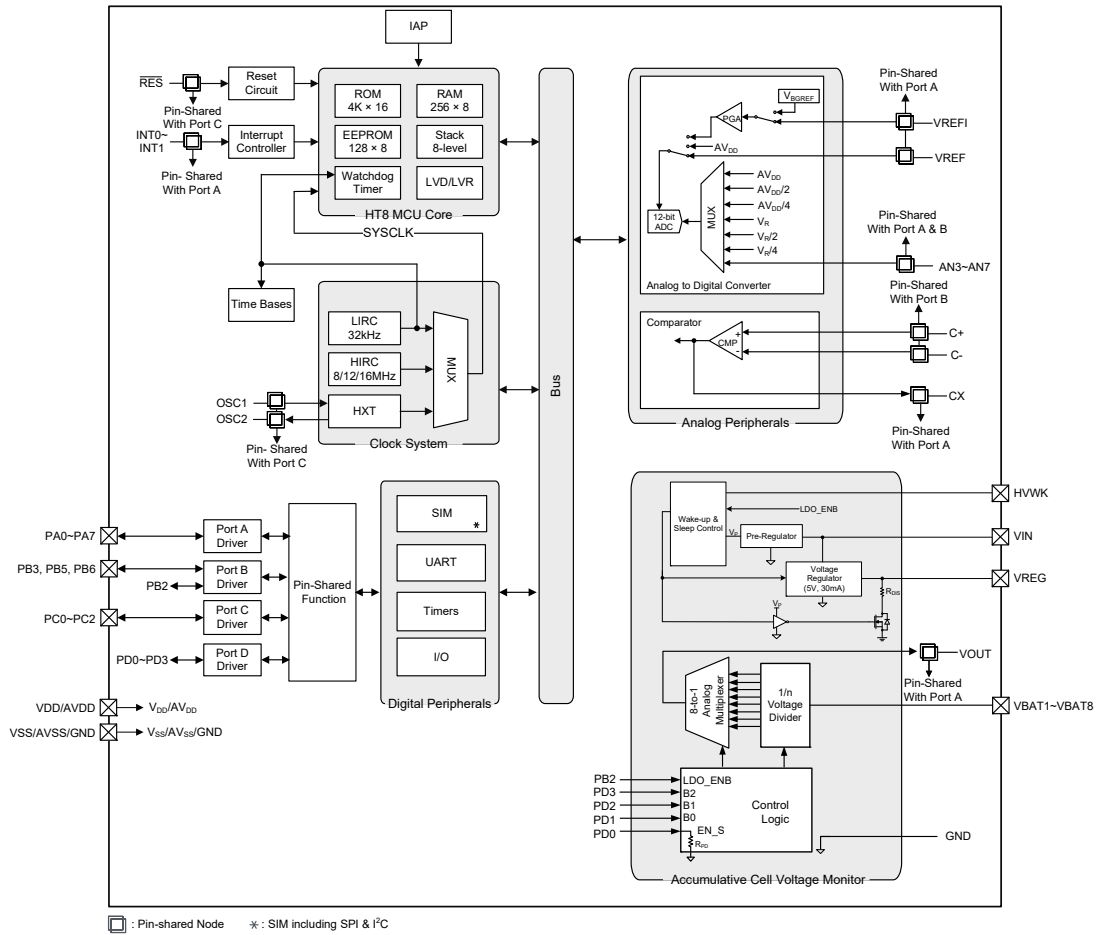 IAP
RES
Reset
Circuit
Pin-Shared
With Port C
INT0~
INT1
Interrupt
Controller
Pin- Shared
With Port A
ROM
4K × 16
RAM
256 × 8
EEPROM
128 × 8
Stack
8-level
Watchdog
Timer
LVD/LVR
HT8 MCU Core
SYSCLK
Time Bases
LIRC
32kHz
HIRC
8/12/16MHz
HXT
MUX
OSC1
OSC2
Pin- Shared
With Port C
Clock System
Bus
VBGREF
PGA
AVDD
12-bit
ADC
MUX
AVDD
AVDD/2
AVDD/4
VR
VR/2
VR/4
Analog to Digital Converter
Pin-Shared
With Port A
VREFI
VREF
Pin-Shared
With Port A & B
AN3~AN7
Pin-Shared
With Port B
Comparator
CMP
+
-
C+
C-
CX
Pin-Shared
With Port A
Analog Peripherals
PA0~PA7
Port A
Driver
PB3, PB5, PB6
PB2
Port B
Driver
PC0~PC2
Port C
Driver
PD0~PD3
Port D
Driver
Pin-Shared
Function
SIM
*
UART
Timers
I/O
Digital Peripherals
VDD/AVDD
VDD/AVDD
VSS/AVSS/GND
VSS/AVSS/GND
Wake-up &
Sleep Control
LDO_ENB
VP
Pre-Regulator
Voltage
Regulator
(5V, 30mA)
RDIS
VP
HVWK
VIN
VREG
VOUT
Pin-Shared
With Port A
8-to-1
Analog
Multiplexer
1/n
Voltage
Divider
VBAT1~VBAT8
PB2
PD3
PD2
PD1
PD0
LDO_ENB
B2
B1
B0
EN_S
RPD
Control
Logic
GND
Accumulative Cell Voltage Monitor
: Pin-shared Node
* : SIM including SPI & I²C